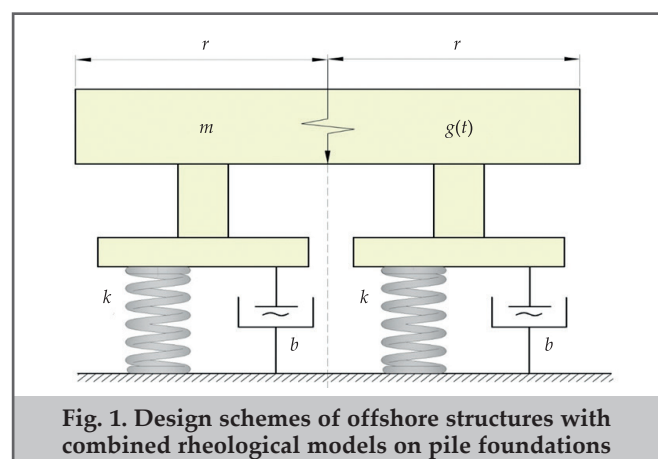 r
r
m
g(t)
k
b
k
b
Fig. 1. Design schemes of offshore structures with
combined rheological models on pile foundations